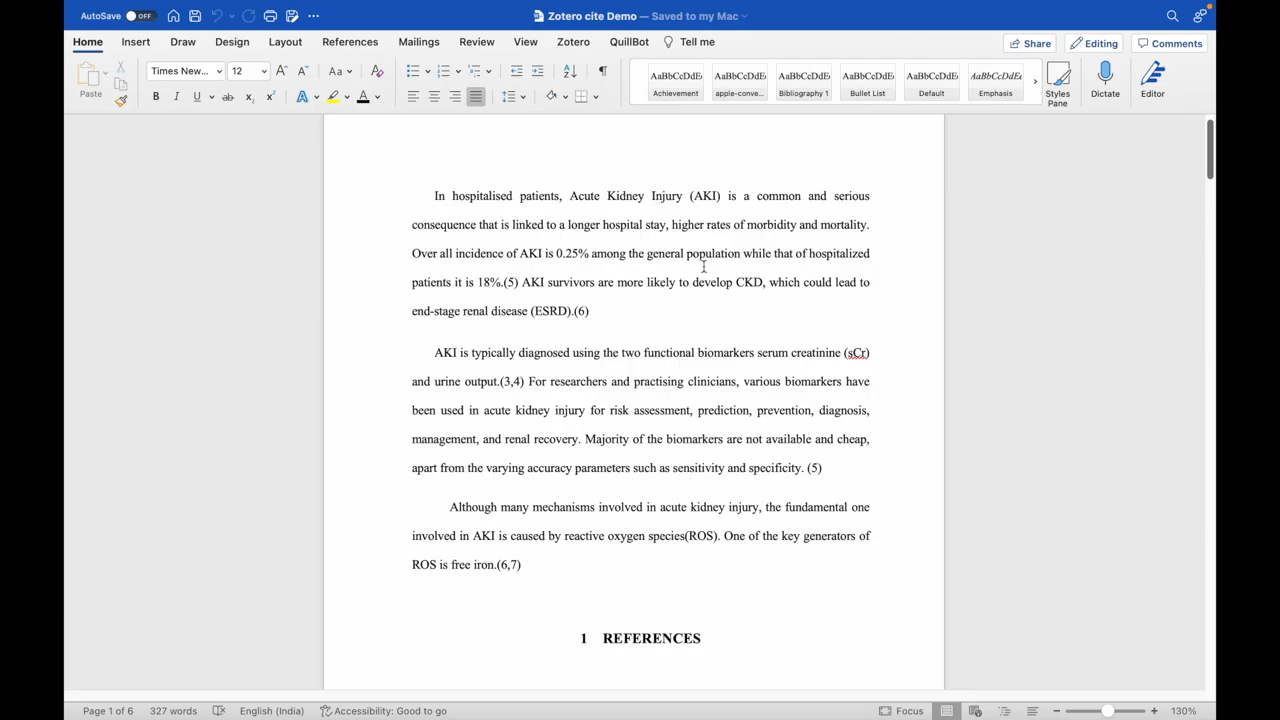 AutoSave OFF
Zotero cite Demo — Saved to my Mac
Home Insert Draw Design Layout References Mailings Review View Zotero QuillBot Tell me
Share Editing Comments
Paste
Times New... 12 Aa
B I U ab x₂ x² A A
AaBbCcDdE AaBbCcDdE AaBbCcDdE AaBbCcDdE AaBbCcDdE AaBbCcDdE
Achievement apple-conve... Bibliography 1 Bullet List Default Emphasis
Styles Pane
Dictate
Editor
In hospitalised patients, Acute Kidney Injury (AKI) is a common and serious
consequence that is linked to a longer hospital stay, higher rates of morbidity and mortality.
Over all incidence of AKI is 0.25% among the general population while that of hospitalized
patients it is 18%.(5) AKI survivors are more likely to develop CKD, which could lead to
end-stage renal disease (ESRD).(6)
AKI is typically diagnosed using the two functional biomarkers serum creatinine (sCr)
and urine output.(3,4) For researchers and practising clinicians, various biomarkers have
been used in acute kidney injury for risk assessment, prediction, prevention, diagnosis,
management, and renal recovery. Majority of the biomarkers are not available and cheap,
apart from the varying accuracy parameters such as sensitivity and specificity. (5)
Although many mechanisms involved in acute kidney injury, the fundamental one
involved in AKI is caused by reactive oxygen species(ROS). One of the key generators of
ROS is free iron.(6,7)
1 REFERENCES
Page 1 of 6 327 words English (India) Accessibility: Good to go Focus 130%